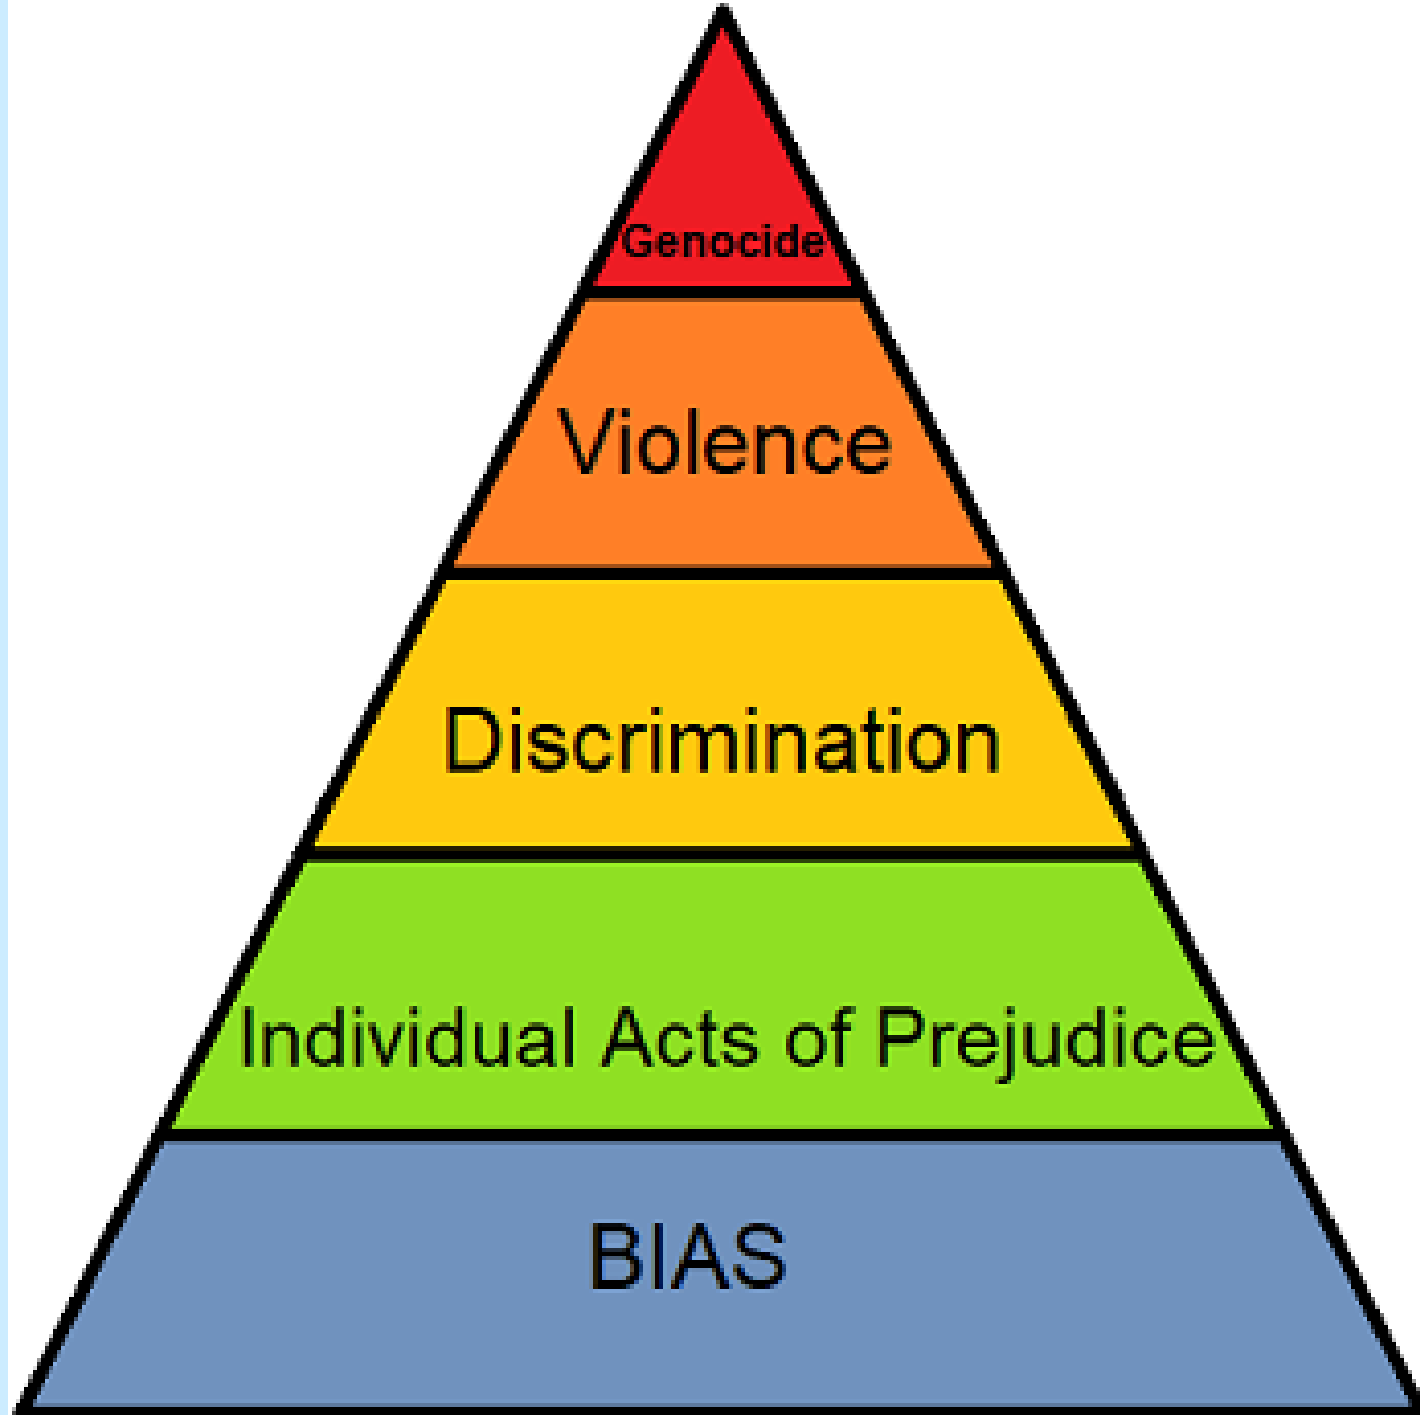 Genocide
Violence
Discrimination
Individual Acts of Prejudice
BIAS